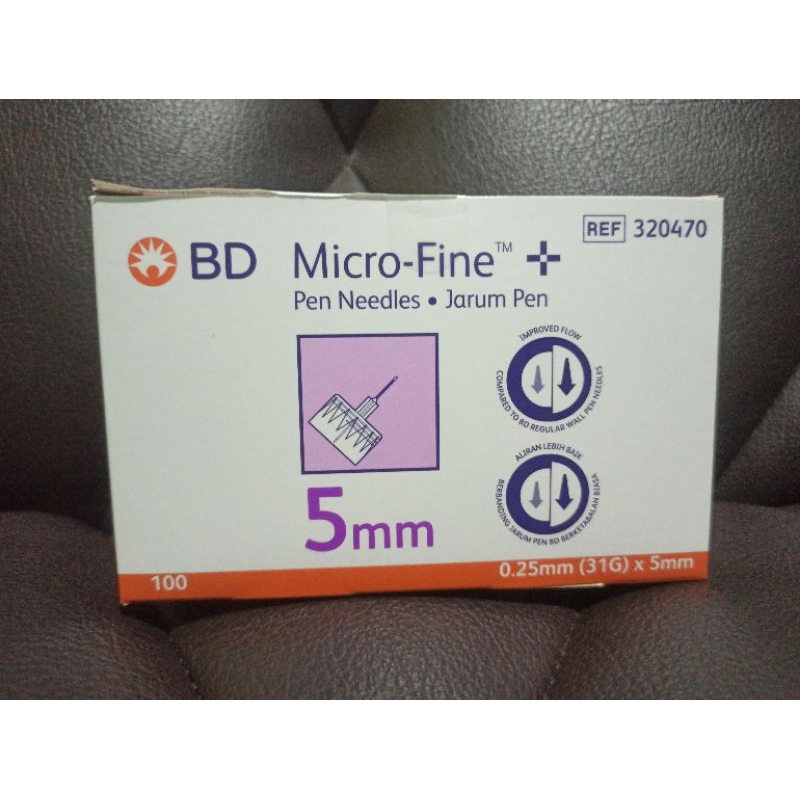 BD
Micro-Fine™ +
REF 320470
Pen Needles • Jarum Pen
IMPROVED FLOW
COMPARED TO BD REGULAR WALL PEN NEEDLES
5mm
ALIRAN LEBIH BAIK
BERBANDING JARUM PEN BD BERKETABALAN BIASA
100
0.25mm (31G) x 5mm